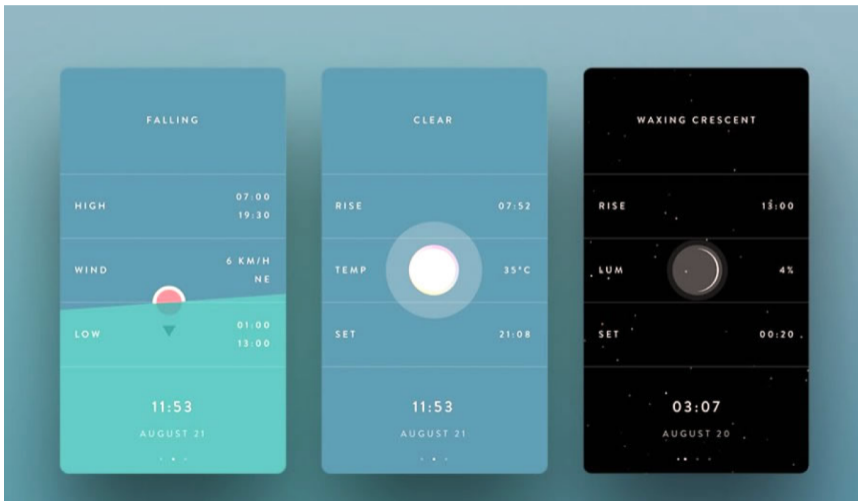 FALLING
HIGH
07:00
19:30
WIND
6 KM/H
NE
LOW
01:00
13:00
11:53
AUGUST 21
CLEAR
RISE
07:52
TEMP
35°C
SET
21:08
11:53
AUGUST 21
WAXING CRESCENT
RISE
13:00
LUM
4%
SET
00:20
03:07
AUGUST 20